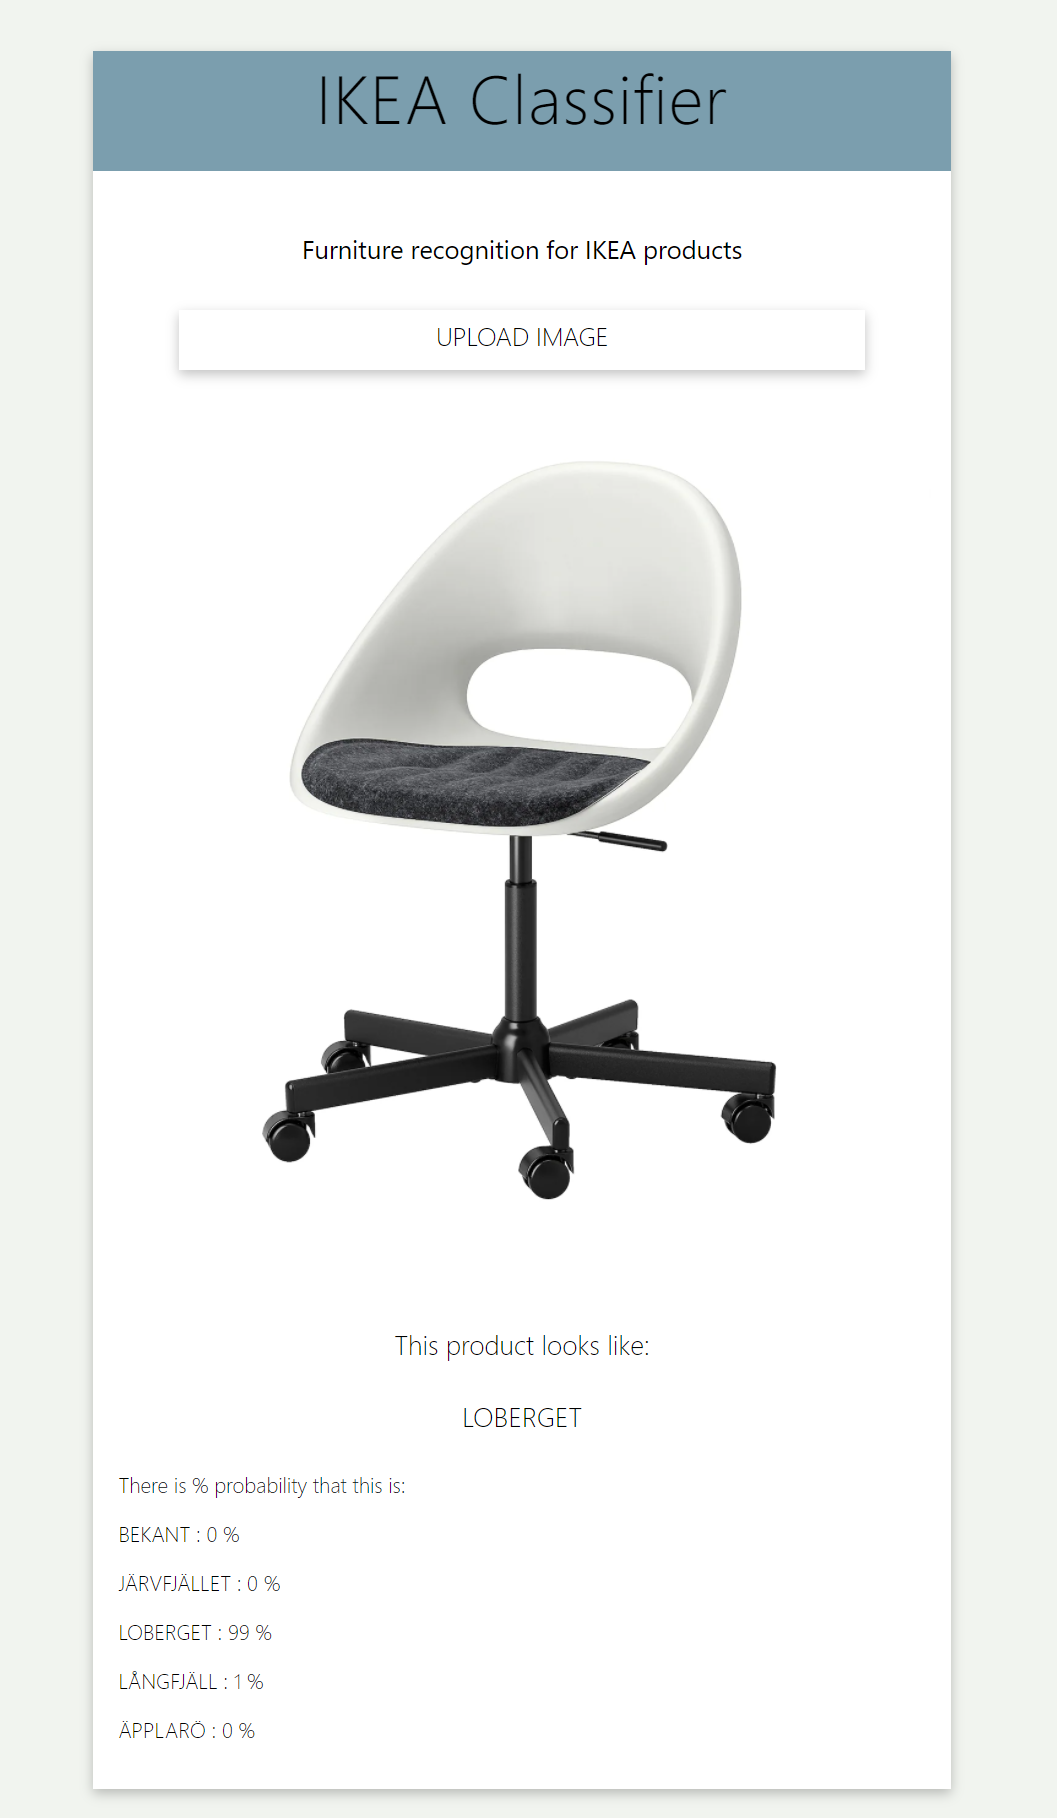 IKEA Classifier
Furniture recognition for IKEA products
UPLOAD IMAGE
This product looks like:
LOBERGET
There is % probability that this is:
BEKANT : 0 %
JÄRVFJÄLLET : 0 %
LOBERGET : 99 %
LÅNGFJÄLL : 1 %
ÄPPLARÖ : 0 %